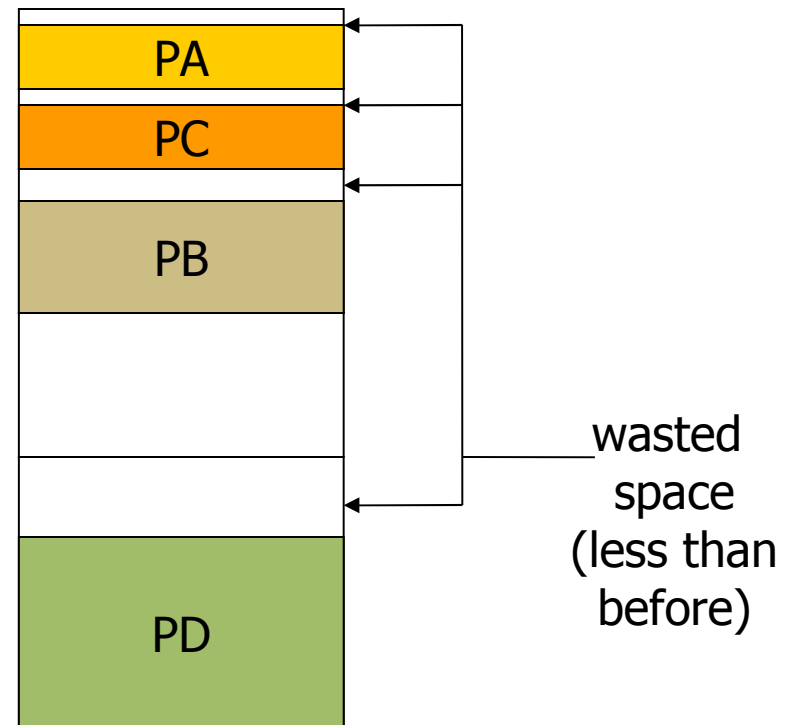 PA
PC
PB
wasted
space
(less than
before)
PD